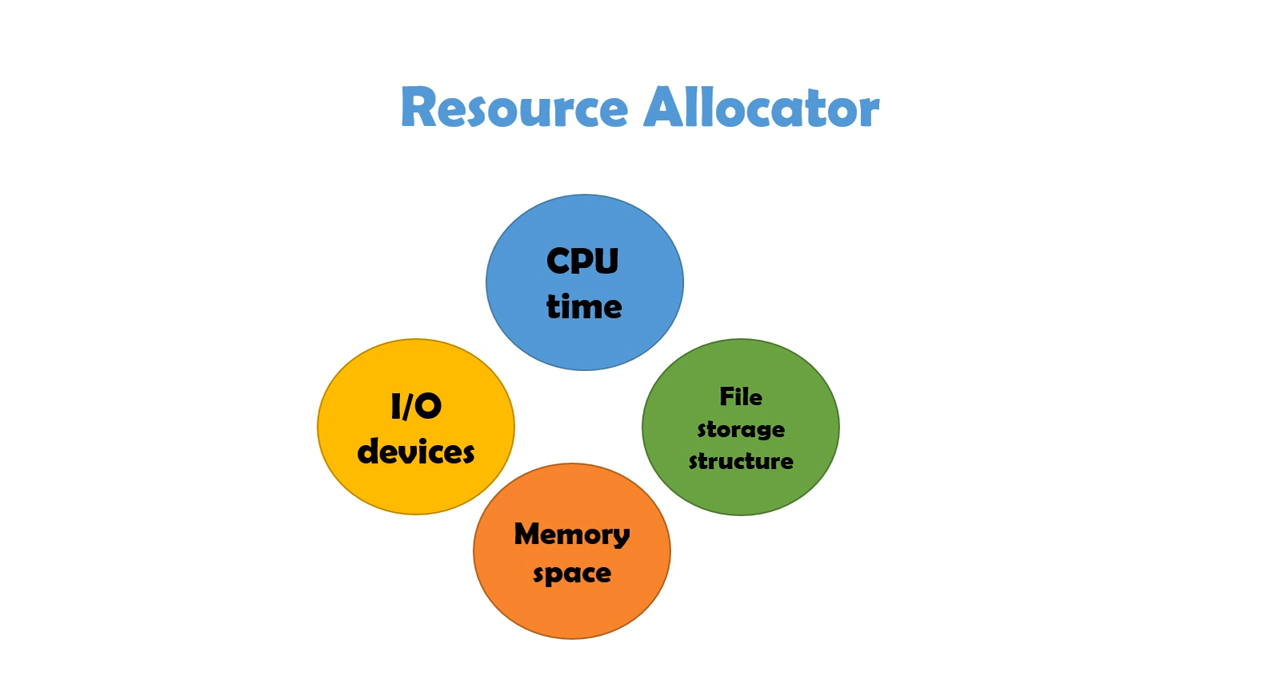 Resource Allocator
CPU
time
I/O
devices
File
storage
structure
Memory
space